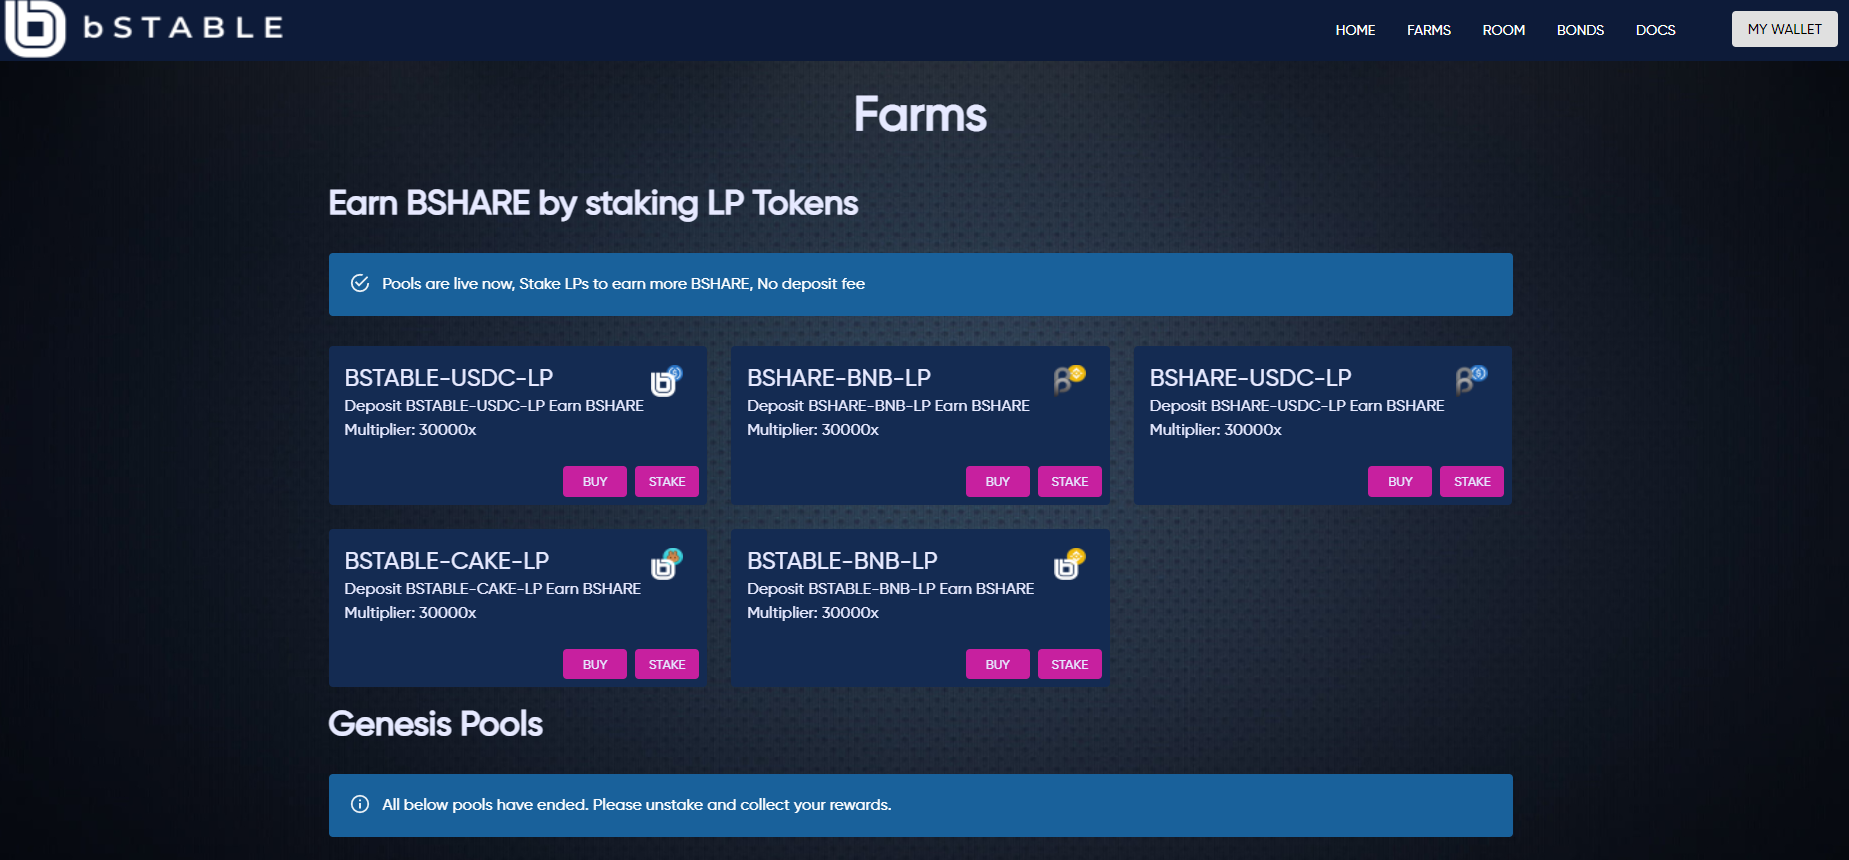 bSTABLE
HOME FARMS ROOM BONDS DOCS MY WALLET
Farms
Earn BSHARE by staking LP Tokens
Pools are live now, Stake LPs to earn more BSHARE, No deposit fee
BSTABLE-USDC-LP
Deposit BSTABLE-USDC-LP Earn BSHARE
Multiplier: 30000x
BUY STAKE
BSHARE-BNB-LP
Deposit BSHARE-BNB-LP Earn BSHARE
Multiplier: 30000x
BUY STAKE
BSHARE-USDC-LP
Deposit BSHARE-USDC-LP Earn BSHARE
Multiplier: 30000x
BUY STAKE
BSTABLE-CAKE-LP
Deposit BSTABLE-CAKE-LP Earn BSHARE
Multiplier: 30000x
BUY STAKE
BSTABLE-BNB-LP
Deposit BSTABLE-BNB-LP Earn BSHARE
Multiplier: 30000x
BUY STAKE
Genesis Pools
All below pools have ended. Please unstake and collect your rewards.